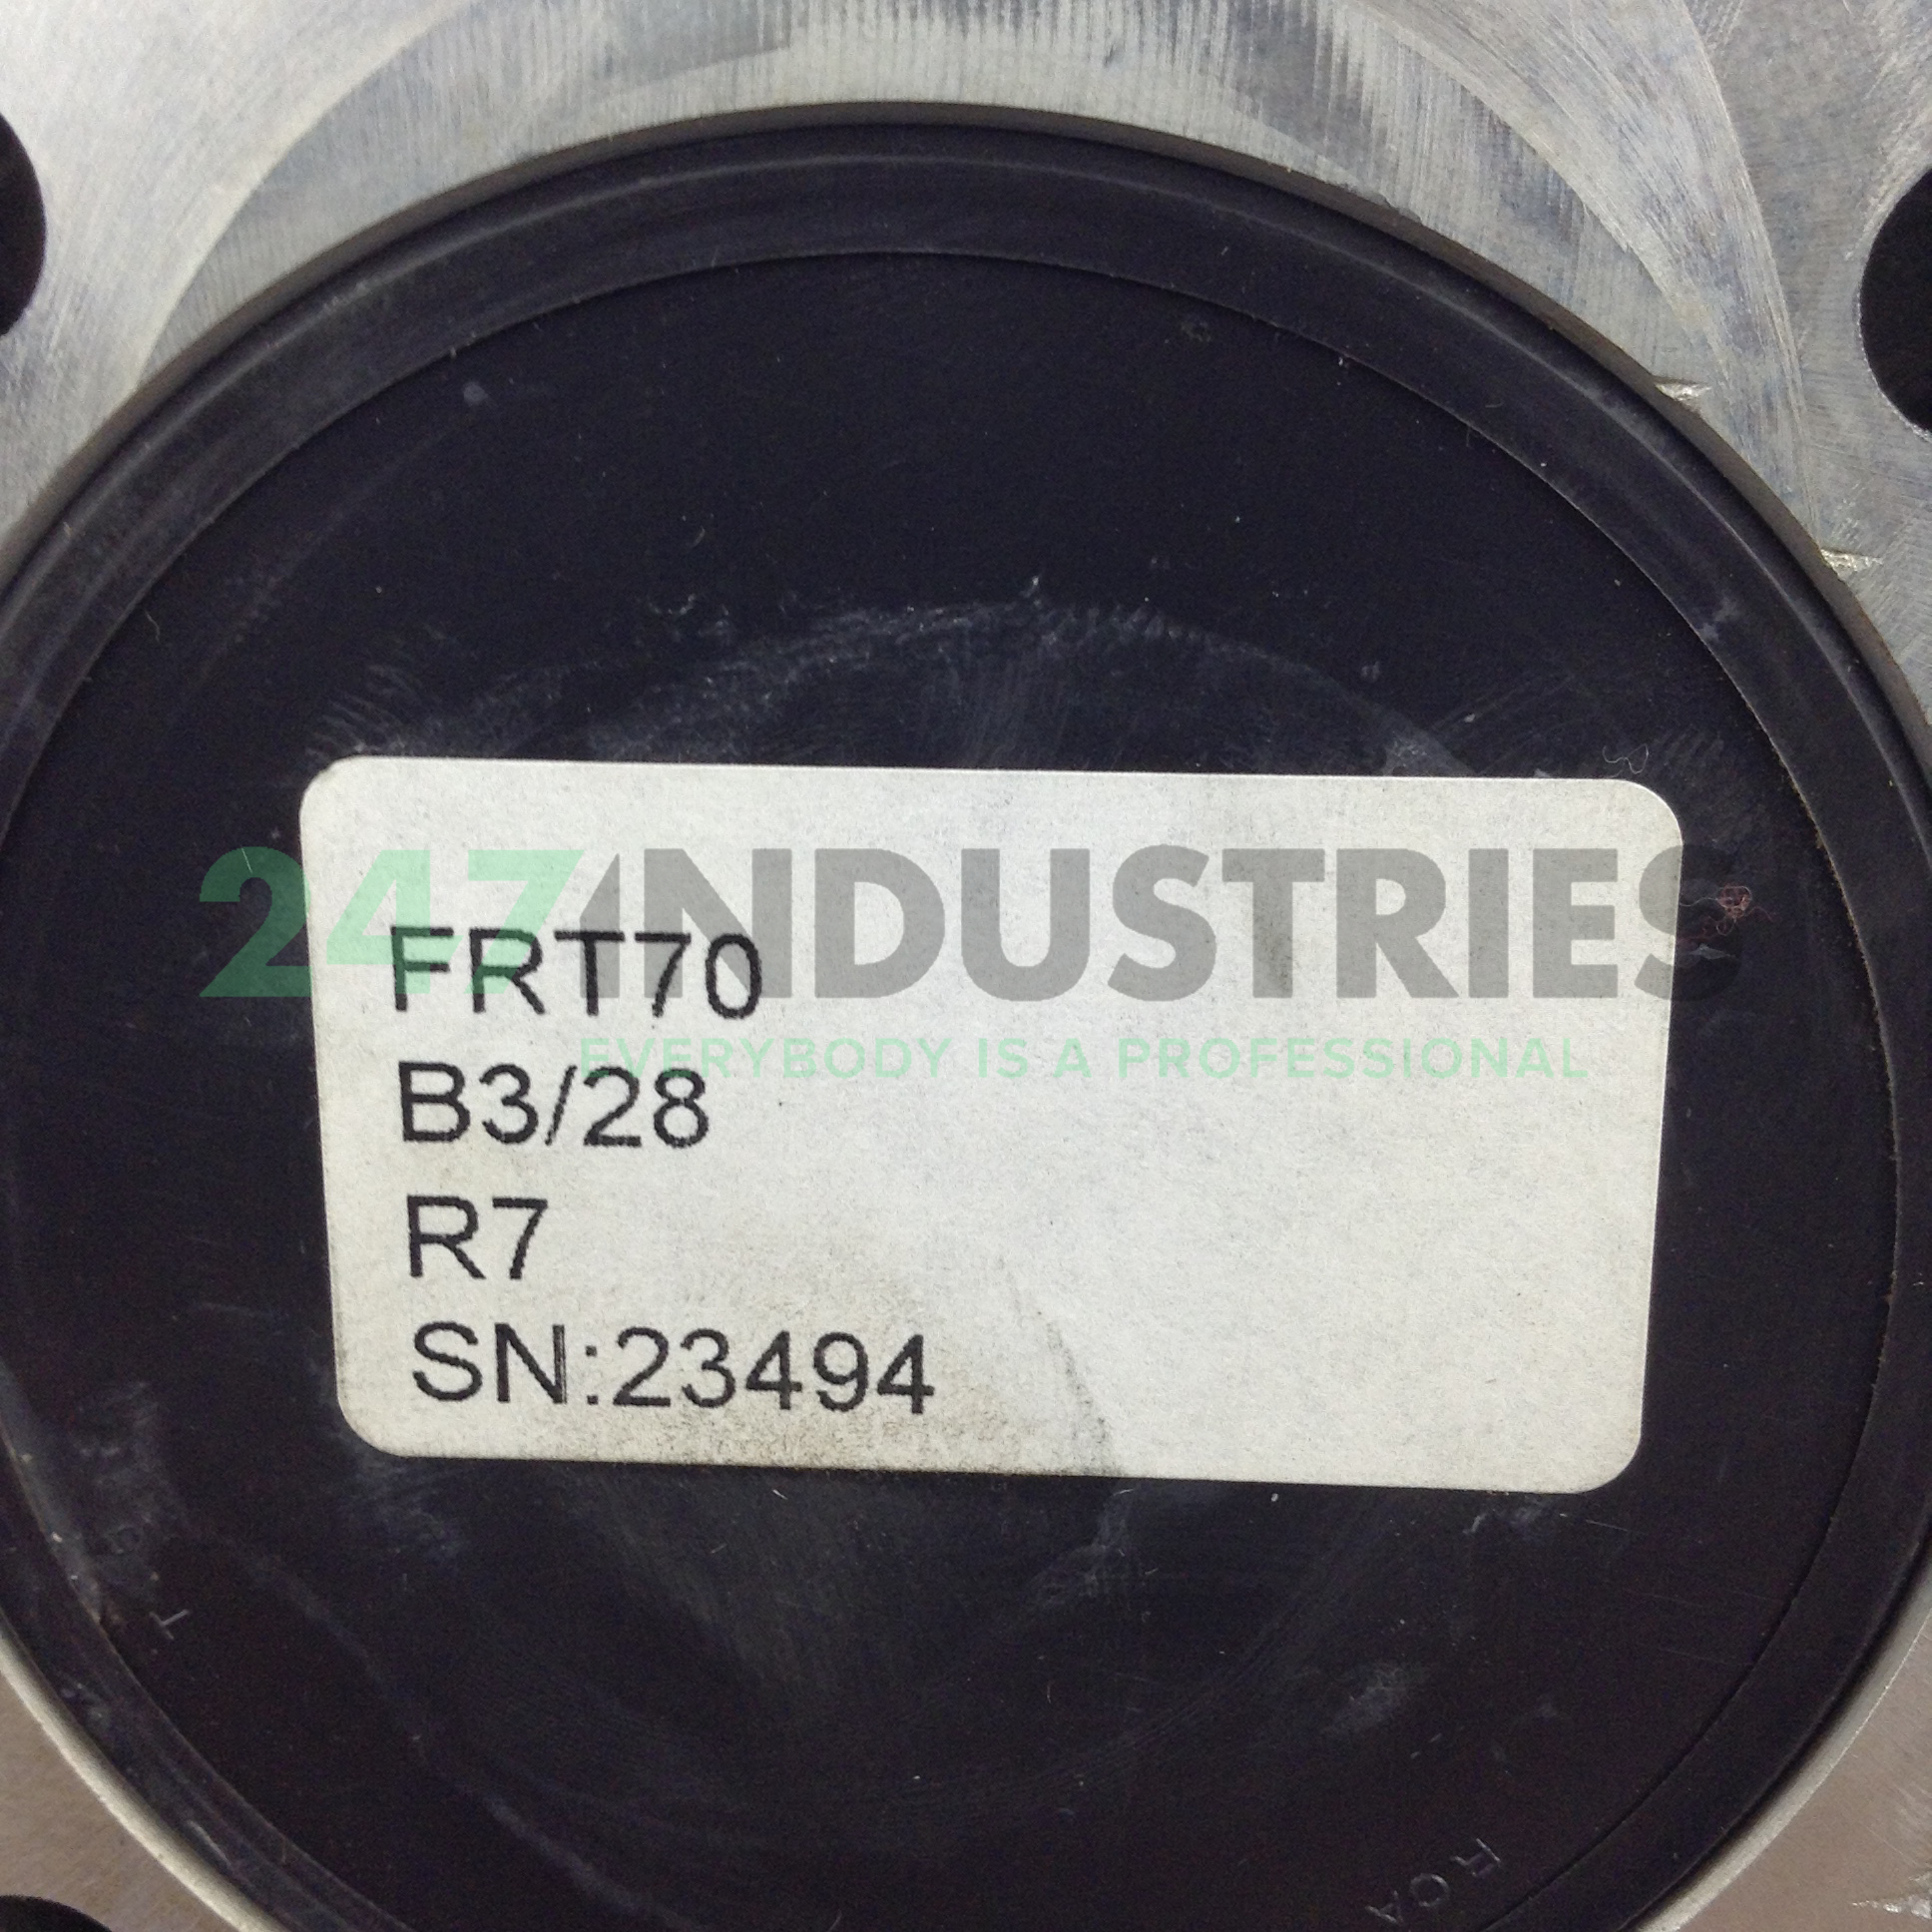 247INDUSTRIES
EVERYBODY IS A PROFESSIONAL
FRT70
B3/28
R7
SN:23494